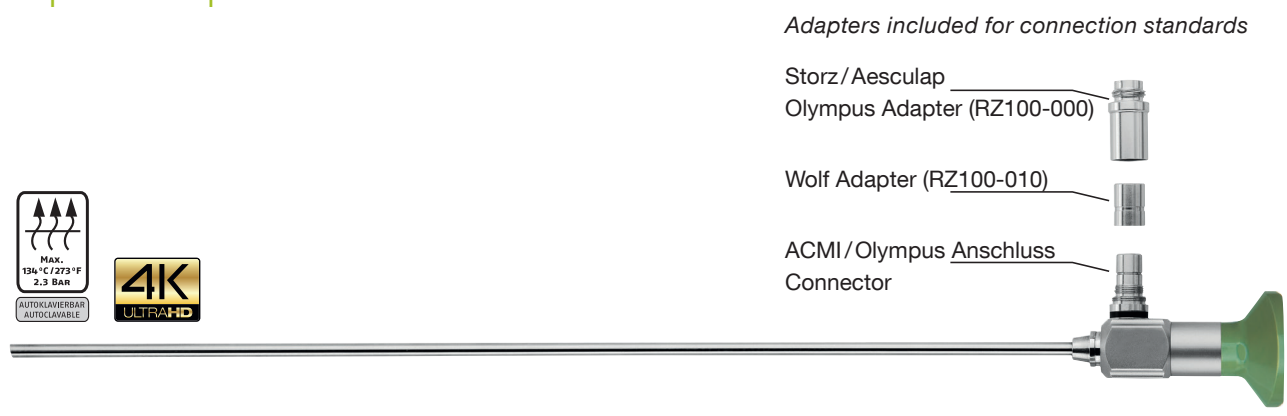 Adapters included for connection standards
Storz/Aesculap
Olympus Adapter (RZ100-000)
Wolf Adapter (RZ100-010)
ACMI/Olympus Anschluss
Connector
MAX.
134°C/273°F
2.3 BAR
AUTOKLAVIERBAR
AUTOCLAVABLE
4K
ULTRAHD